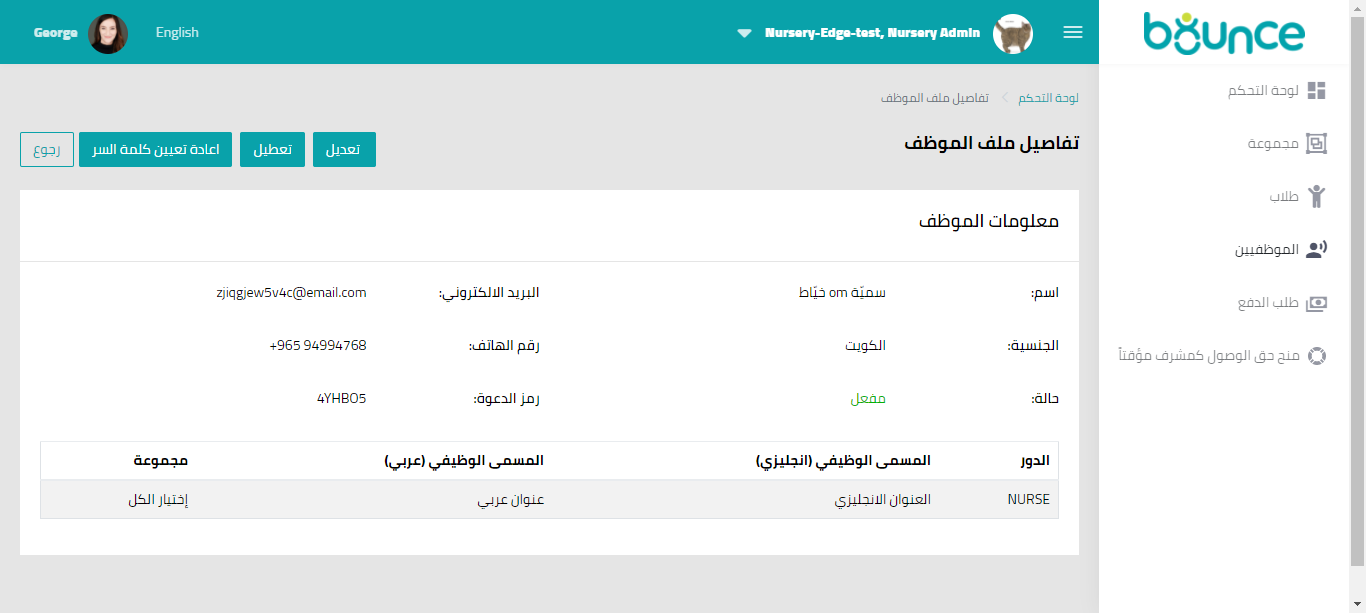 bounce
Nursery-Edge-test, Nursery Admin
English
George
لوحة التحكم
مجموعة
طلاب
الموظفيين
طلب الدفع
منح حق الوصول كمشرف مؤقتاً
لوحة التحكم > تفاصيل ملف الموظف
تفاصيل ملف الموظف
تعديل
تعطيل
اعادة تعيين كلمة السر
رجوع
معلومات الموظف
اسم: سميّة om خيّاط البريد الالكتروني: zjiqgjew5v4c@email.com
الجنسية: الكويت رقم الهاتف: +965 94994768
حالة: مفعل رمز الدعوة: 4YHBO5
الدور المسمى الوظيفي (انجليزي) المسمى الوظيفي (عربي) مجموعة
NURSE العنوان الانجليزي عنوان عربي إختيار الكل